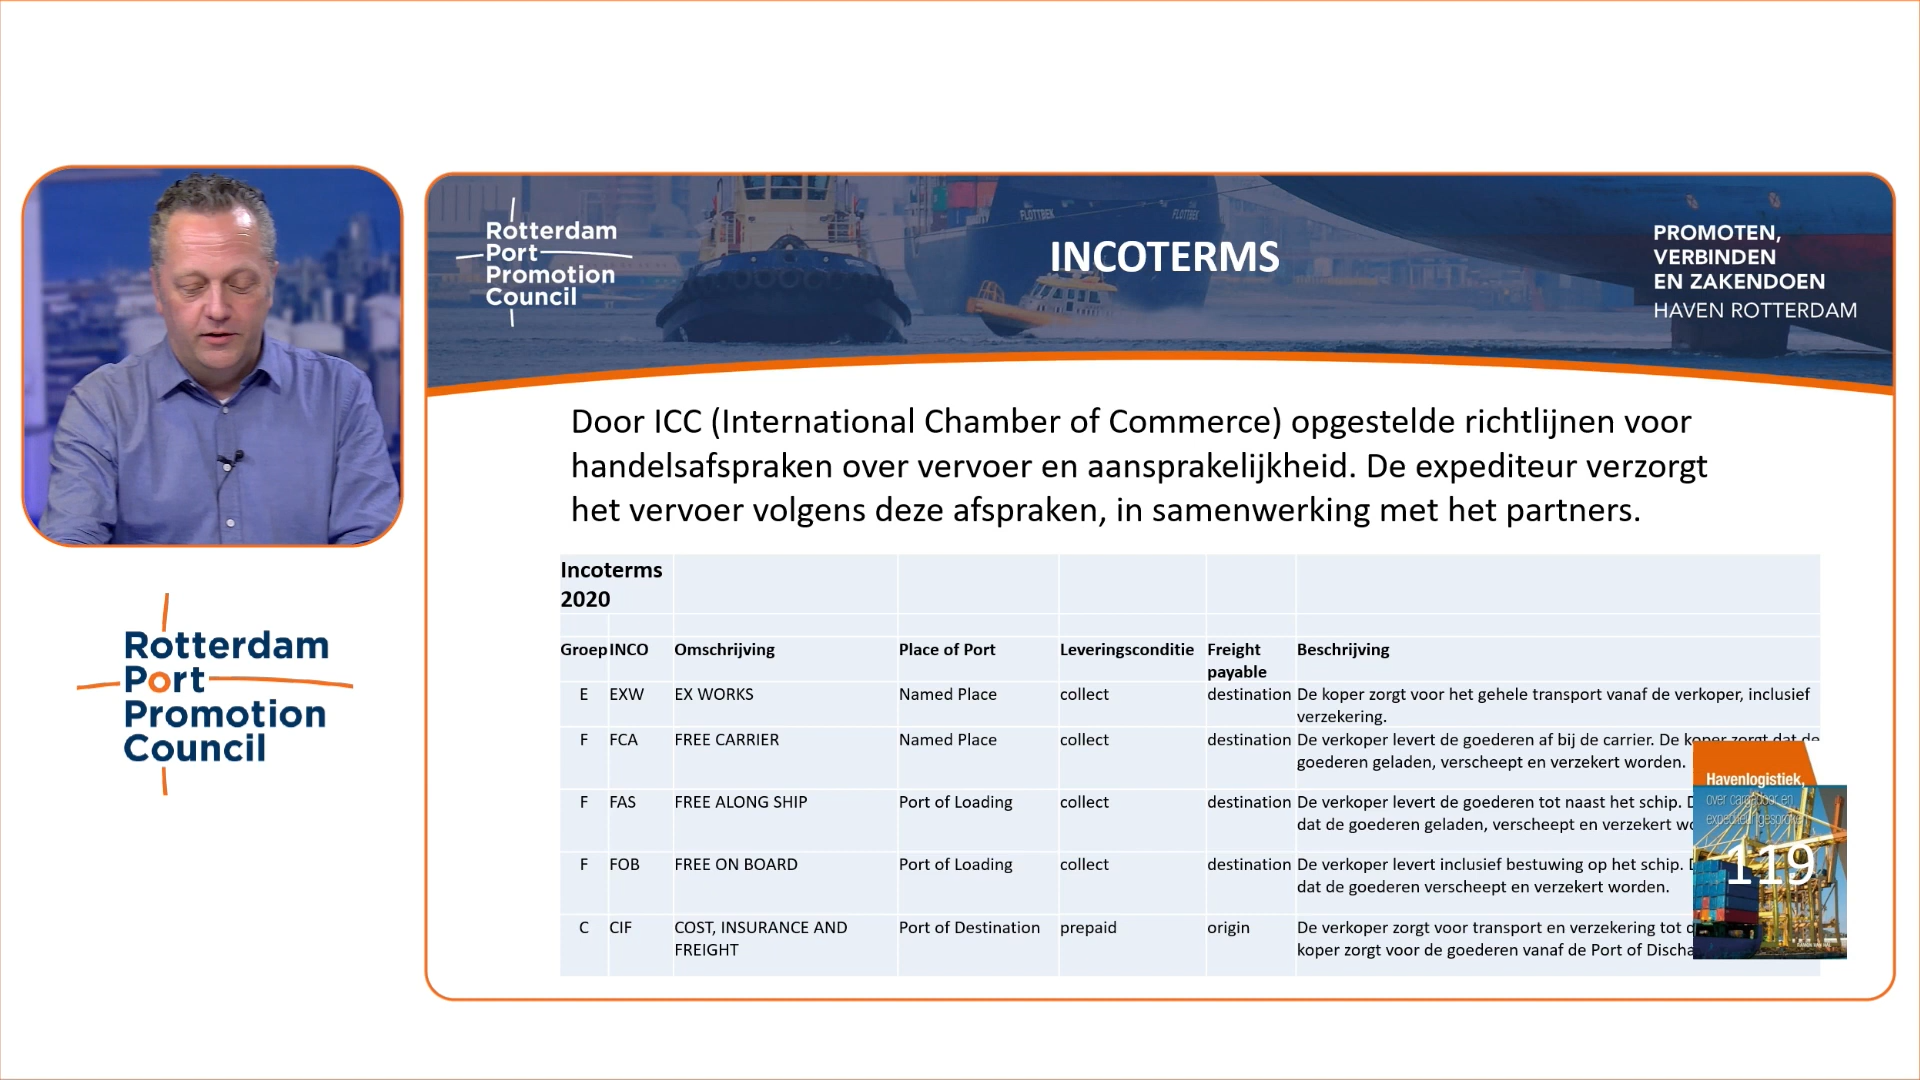 Rotterdam
Port
Promotion
Council
INCOTERMS
PROMOTEN,
VERBINDEN
EN ZAKENDOEN
HAVEN ROTTERDAM
FLOTTBEK
FLOTTBEK
Door ICC (International Chamber of Commerce) opgestelde richtlijnen voor
handelsafspraken over vervoer en aansprakelijkheid. De expediteur verzorgt
het vervoer volgens deze afspraken, in samenwerking met het partners.
Rotterdam
Port
Promotion
Council
Incoterms
2020
Groep INCO Omschrijving Place of Port Leveringsconditie Freight payable Beschrijving
E EXW EX WORKS Named Place collect destination De koper zorgt voor het gehele transport vanaf de verkoper, inclusief
verzekering.
F FCA FREE CARRIER Named Place collect destination De verkoper levert de goederen af bij de carrier. De koper zorgt dat de
goederen geladen, verscheept en verzekert worden.
F FAS FREE ALONG SHIP Port of Loading collect destination De verkoper levert de goederen tot naast het schip.
dat de goederen geladen, verscheept en verzekert
F FOB FREE ON BOARD Port of Loading collect destination De verkoper levert inclusief bestuwing op het schip.
dat de goederen verscheept en verzekert worden.
C CIF COST, INSURANCE AND FREIGHT Port of Destination prepaid origin De verkoper zorgt voor transport en verzekering tot
koper zorgt voor de goederen vanaf de Port of
Havenlogistiek,
over cargadoor en
119